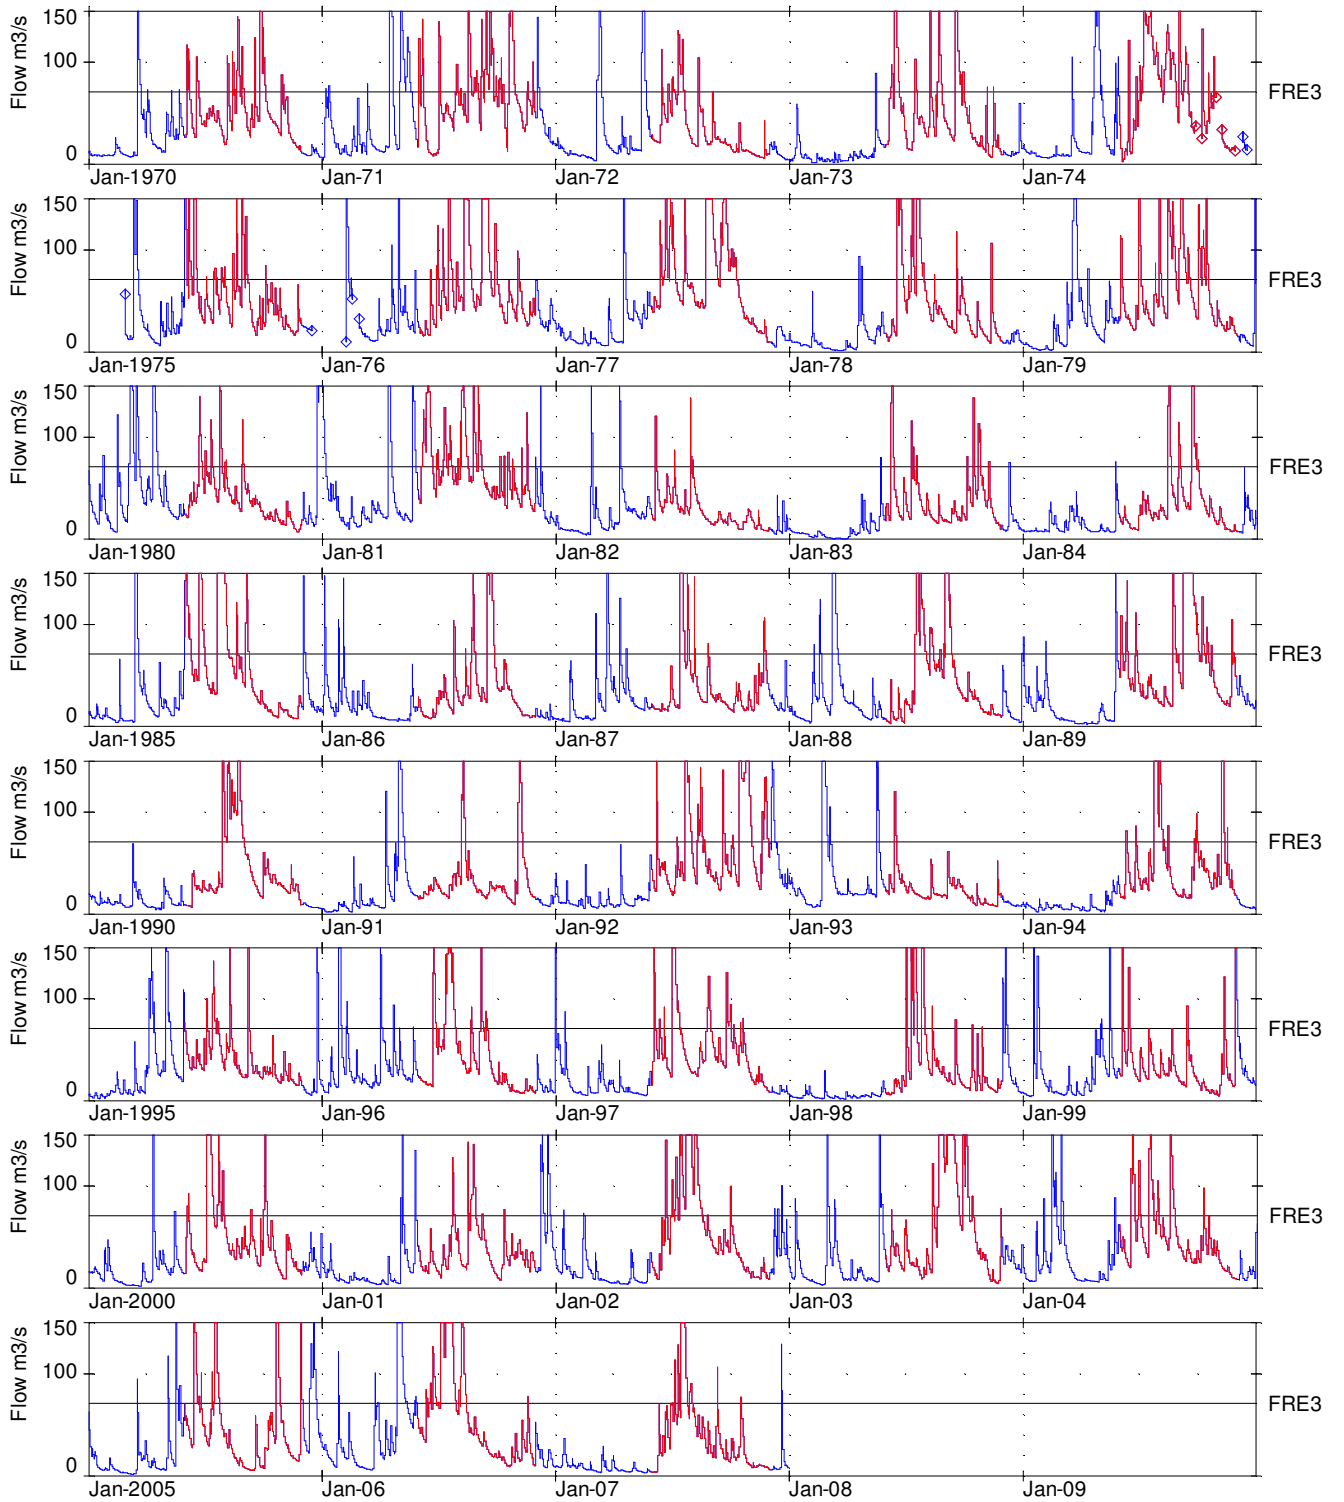 150
100
0
Flow m3/s
FRE3
Jan-1970 Jan-71 Jan-72 Jan-73 Jan-74
150
100
0
Flow m3/s
FRE3
Jan-1975 Jan-76 Jan-77 Jan-78 Jan-79
150
100
0
Flow m3/s
FRE3
Jan-1980 Jan-81 Jan-82 Jan-83 Jan-84
150
100
0
Flow m3/s
FRE3
Jan-1985 Jan-86 Jan-87 Jan-88 Jan-89
150
100
0
Flow m3/s
FRE3
Jan-1990 Jan-91 Jan-92 Jan-93 Jan-94
150
100
0
Flow m3/s
FRE3
Jan-1995 Jan-96 Jan-97 Jan-98 Jan-99
150
100
0
Flow m3/s
FRE3
Jan-2000 Jan-01 Jan-02 Jan-03 Jan-04
150
100
0
Flow m3/s
FRE3
Jan-2005 Jan-06 Jan-07 Jan-08 Jan-09